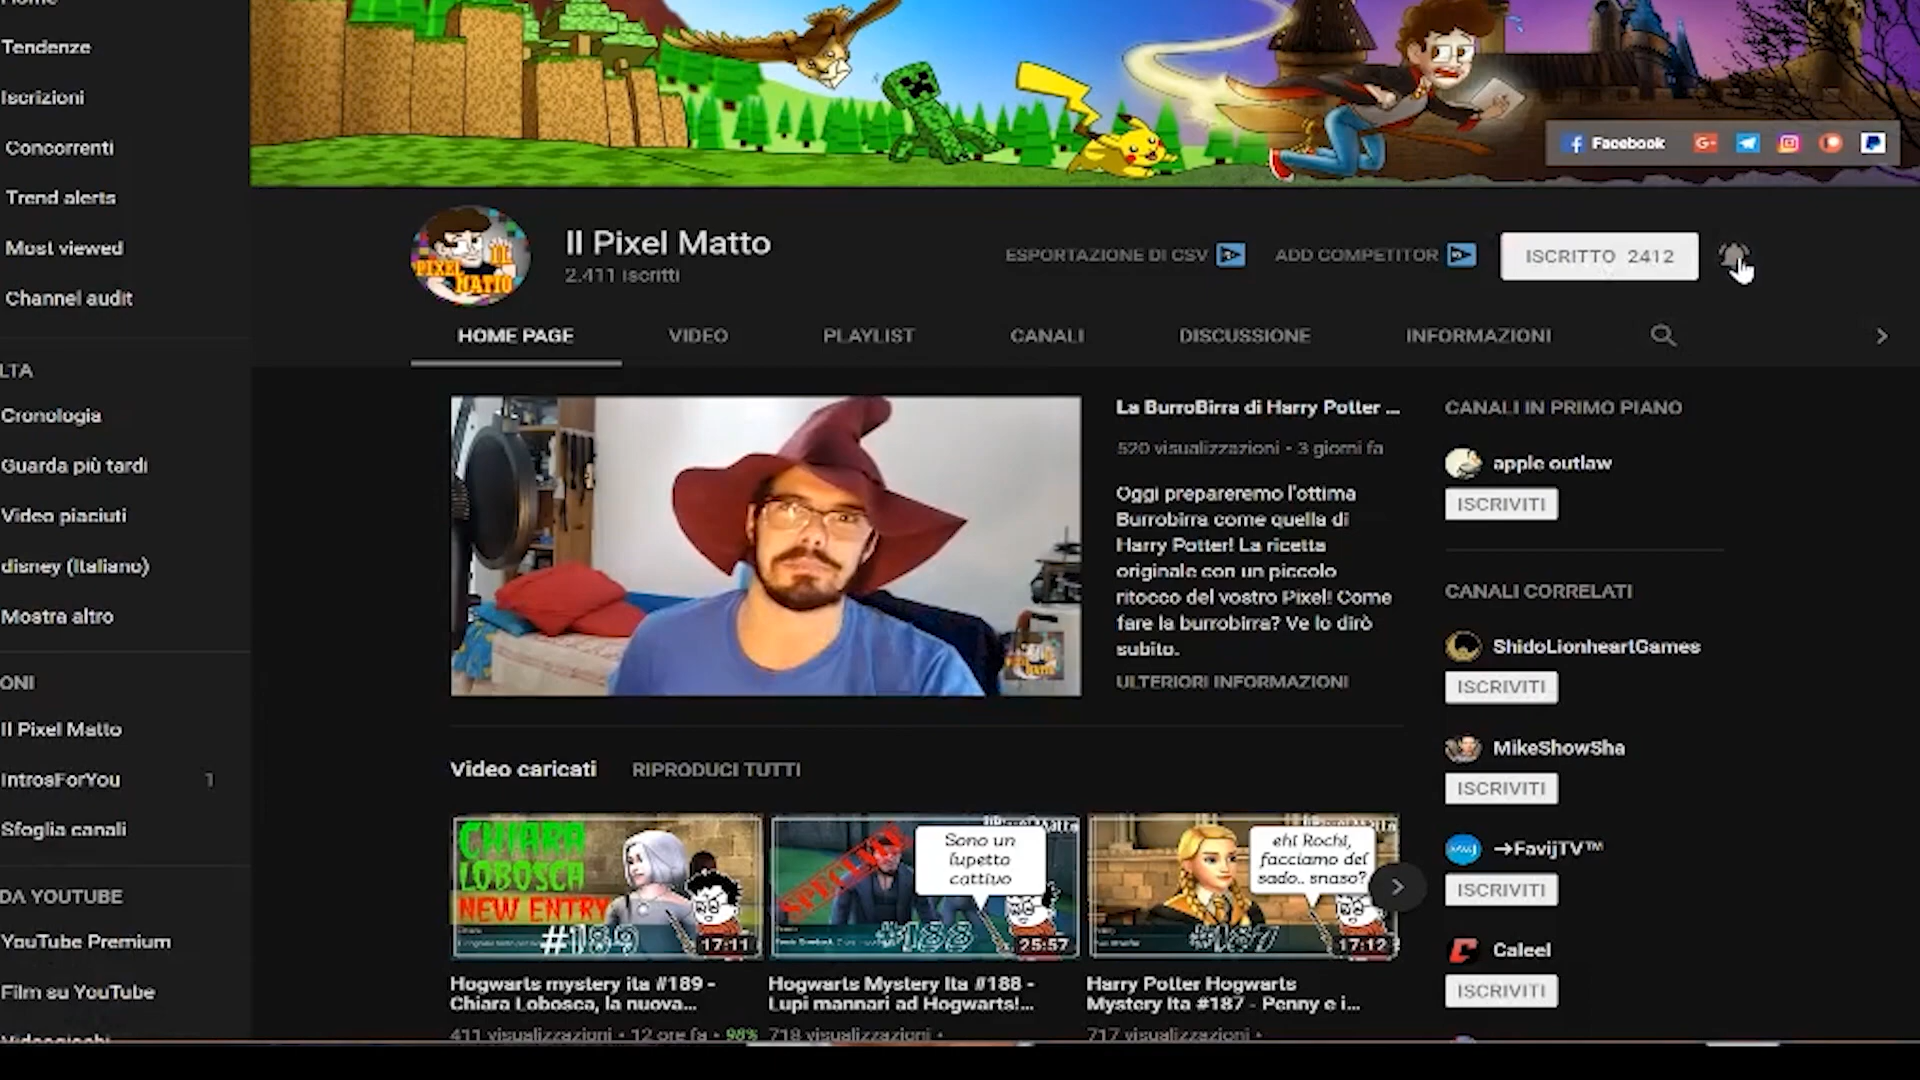 Tendenze
Iscrizioni
Concorrenti
Trend alerts
Most viewed
Channel audit
LTA
Cronologia
Guarda più tardi
Video piaciuti
disney (Italiano)
Mostra altro
ONI
Il Pixel Matto
IntrosForYou 1
Sfoglia canali
DA YOUTUBE
YouTube Premium
Film su YouTube
Facebook
IL PIXEL MATTO
Il Pixel Matto
2.411 iscritti
ESPORTAZIONE DI CSV
ADD COMPETITOR
ISCRITTO 2412
HOME PAGE
VIDEO
PLAYLIST
CANALI
DISCUSSIONE
INFORMAZIONI
La BurroBirra di Harry Potter ...
520 visualizzazioni • 3 giorni fa
Oggi prepareremo l'ottima
Burrobirra come quella di
Harry Potter! La ricetta
originale con un piccolo
ritocco del vostro Pixel! Come
fare la burrobirra? Ve lo dirò
subito.
ULTERIORI INFORMAZIONI
Video caricati RIPRODUCI TUTTI
CHIARA
LOBOSCA
NEW ENTRY
#189
17:11
Hogwarts mystery ita #189 -
Chiara Lobosca, la nuova...
411 visualizzazioni • 12 ore fa • 98%
SPECIALE
Sono un
lupetto
cattivo
#188
25:57
Hogwarts Mystery Ita #188 -
Lupi mannari ad Hogwarts!...
718 visualizzazioni •
ehi Rochi,
facciamo del
sado.. snaso?
#187
17:12
Harry Potter Hogwarts
Mystery Ita #187 - Penny e i...
717 visualizzazioni •
CANALI IN PRIMO PIANO
apple outlaw
ISCRIVITI
CANALI CORRELATI
ShidoLionheartGames
ISCRIVITI
MikeShowSha
ISCRIVITI
→FavijTV™
ISCRIVITI
Caleel
ISCRIVITI